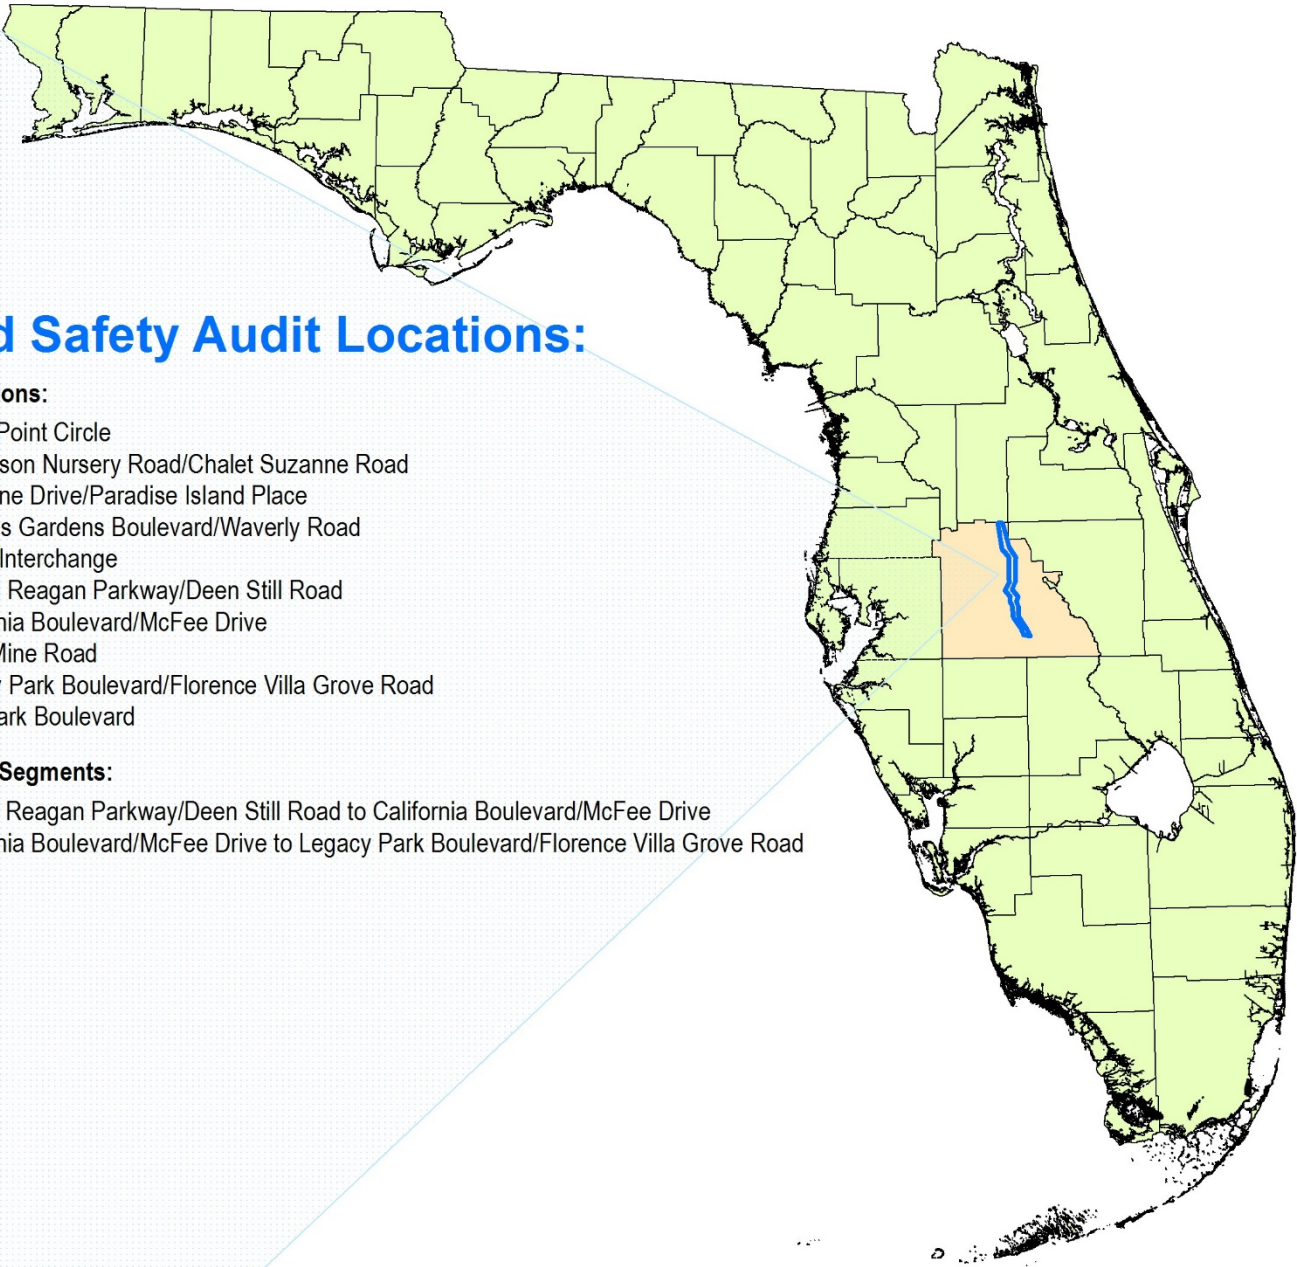 d Safety Audit Locations:
ons:
Point Circle
son Nursery Road/Chalet Suzanne Road
ne Drive/Paradise Island Place
s Gardens Boulevard/Waverly Road
Interchange
Reagan Parkway/Deen Still Road
nia Boulevard/McFee Drive
Mine Road
Park Boulevard/Florence Villa Grove Road
ark Boulevard
Segments:
Reagan Parkway/Deen Still Road to California Boulevard/McFee Drive
nia Boulevard/McFee Drive to Legacy Park Boulevard/Florence Villa Grove Road